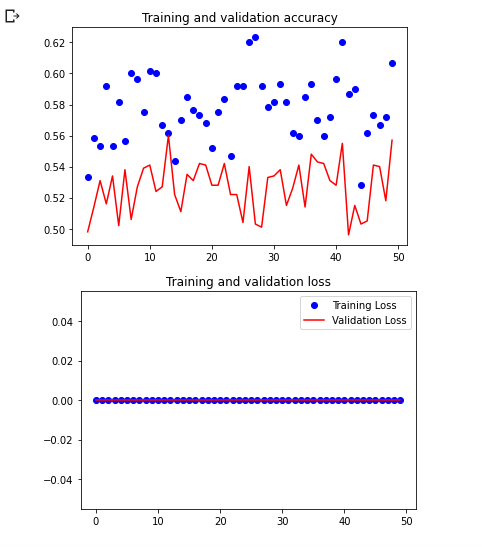 Training and validation accuracy
0.62
0.60
0.58
0.56
0.54
0.52
0.50
0 10 20 30 40 50
Training and validation loss
Training Loss
Validation Loss
0.04
0.02
0.00
−0.02
−0.04
0 10 20 30 40 50